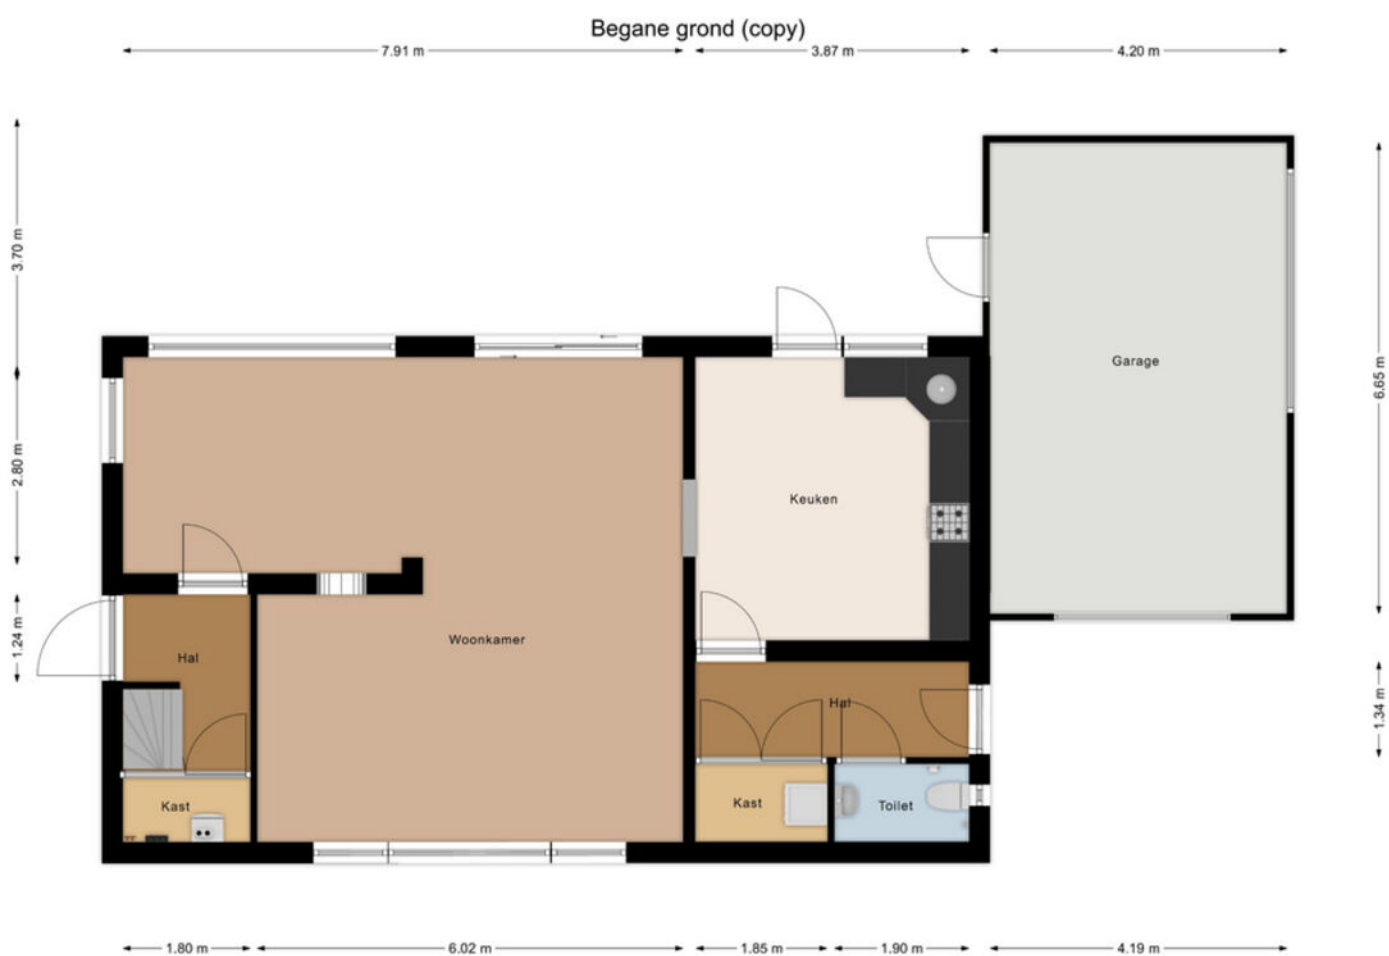 Begane grond (copy)
7.91 m
3.87 m
4.20 m
3.70 m
2.80 m
1.24 m
6.65 m
1.34 m
Garage
Keuken
Woonkamer
Hal
Hal
Kast
Kast
Toilet
1.80 m
6.02 m
1.85 m
1.90 m
4.19 m